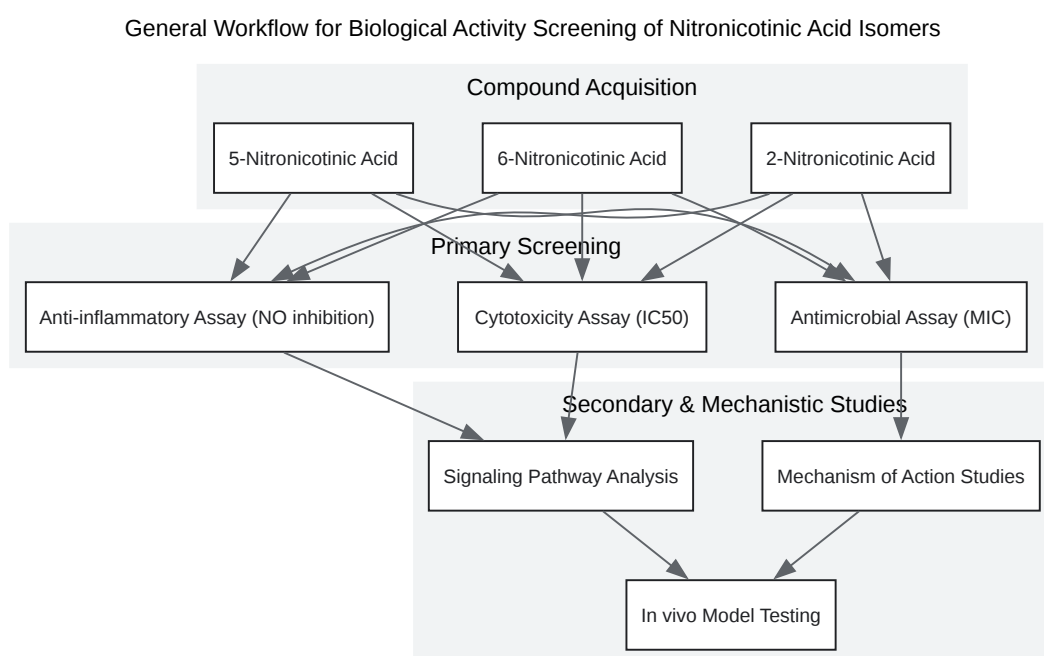 General Workflow for Biological Activity Screening of Nitronicotinic Acid Isomers
Compound Acquisition
5-Nitronicotinic Acid
6-Nitronicotinic Acid
2-Nitronicotinic Acid
Primary Screening
Anti-inflammatory Assay (NO inhibition)
Cytotoxicity Assay (IC50)
Antimicrobial Assay (MIC)
Secondary & Mechanistic Studies
Signaling Pathway Analysis
Mechanism of Action Studies
In vivo Model Testing